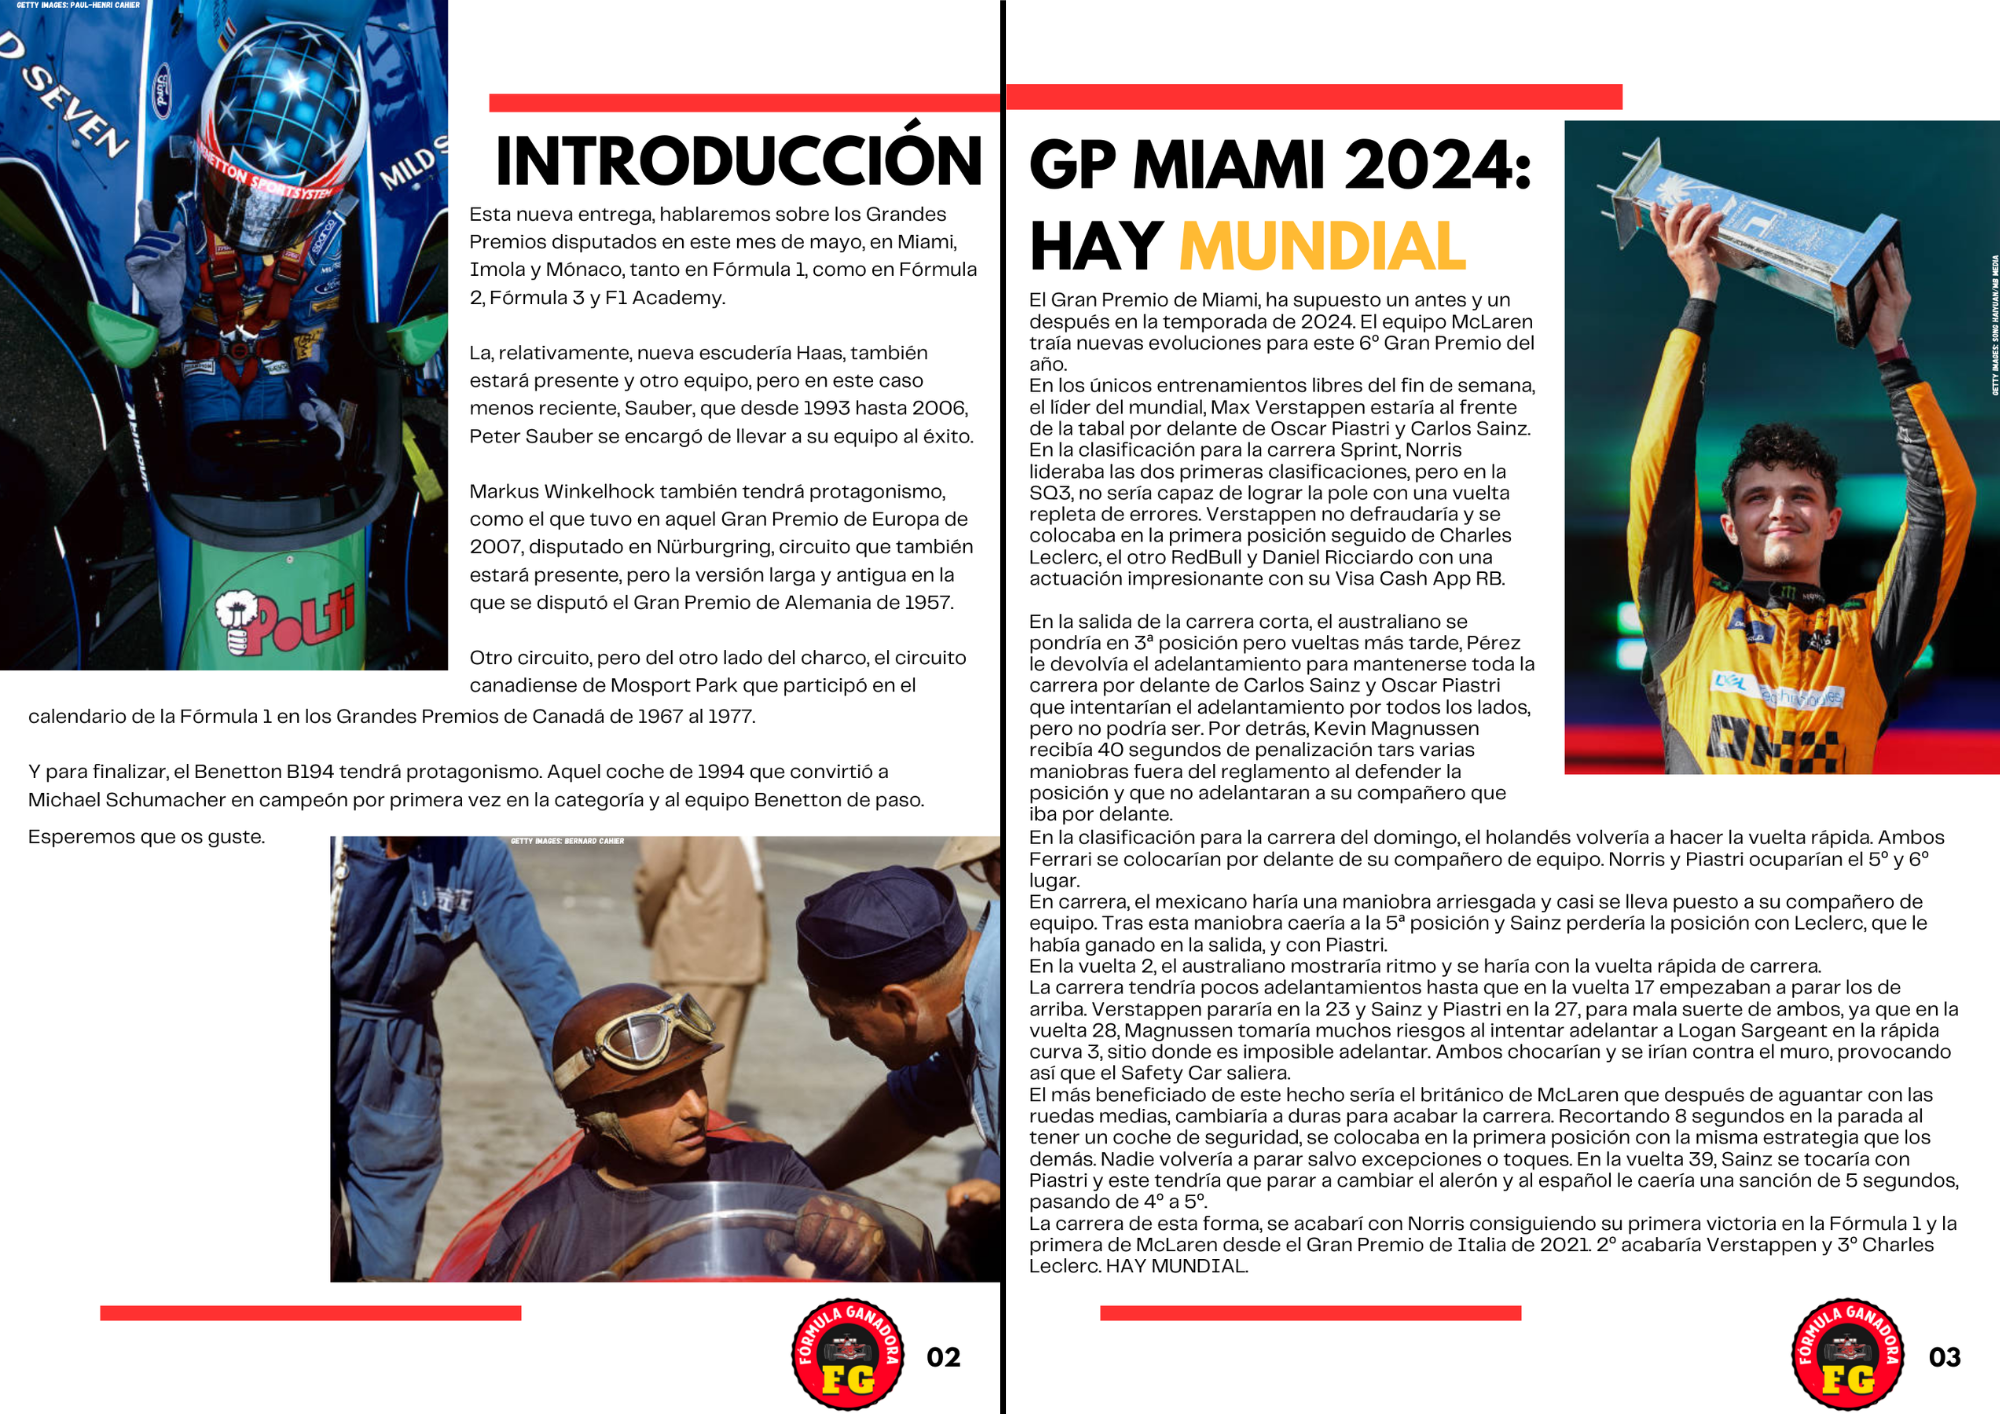 GETTY IMAGES: PAUL-HENRI CAHIER
D SEVEN
Ford
MILD S
BENETTON SPORTSYSTEM
sparco
Ford
Polti
INTRODUCCIÓN
Esta nueva entrega, hablaremos sobre los Grandes
Premios disputados en este mes de mayo, en Miami,
Imola y Mónaco, tanto en Fórmula 1, como en Fórmula
2, Fórmula 3 y F1 Academy.
La, relativamente, nueva escudería Haas, también
estará presente y otro equipo, pero en este caso
menos reciente, Sauber, que desde 1993 hasta 2006,
Peter Sauber se encargó de llevar a su equipo al éxito.
Markus Winkelhock también tendrá protagonismo,
como el que tuvo en aquel Gran Premio de Europa de
2007, disputado en Nürburgring, circuito que también
estará presente, pero la versión larga y antigua en la
que se disputó el Gran Premio de Alemania de 1957.
Otro circuito, pero del otro lado del charco, el circuito
canadiense de Mosport Park que participó en el
calendario de la Fórmula 1 en los Grandes Premios de Canadá de 1967 al 1977.
Y para finalizar, el Benetton B194 tendrá protagonismo. Aquel coche de 1994 que convirtió a
Michael Schumacher en campeón por primera vez en la categoría y al equipo Benetton de paso.
Esperemos que os guste.
GETTY IMAGES: BERNARD CAHIER
FÓRMULA GANADORA
FG
02
GP MIAMI 2024:
HAY MUNDIAL
El Gran Premio de Miami, ha supuesto un antes y un
después en la temporada de 2024. El equipo McLaren
traía nuevas evoluciones para este 6º Gran Premio del
año.
En los únicos entrenamientos libres del fin de semana,
el líder del mundial, Max Verstappen estaría al frente
de la tabal por delante de Oscar Piastri y Carlos Sainz.
En la clasificación para la carrera Sprint, Norris
lideraba las dos primeras clasificaciones, pero en la
SQ3, no sería capaz de lograr la pole con una vuelta
repleta de errores. Verstappen no defraudaría y se
colocaba en la primera posición seguido de Charles
Leclerc, el otro RedBull y Daniel Ricciardo con una
actuación impresionante con su Visa Cash App RB.
En la salida de la carrera corta, el australiano se
pondría en 3ª posición pero vueltas más tarde, Pérez
le devolvía el adelantamiento para mantenerse toda la
carrera por delante de Carlos Sainz y Oscar Piastri
que intentarían el adelantamiento por todos los lados,
pero no podría ser. Por detrás, Kevin Magnussen
recibía 40 segundos de penalización tars varias
maniobras fuera del reglamento al defender la
posición y que no adelantaran a su compañero que
iba por delante.
En la clasificación para la carrera del domingo, el holandés volvería a hacer la vuelta rápida. Ambos
Ferrari se colocarían por delante de su compañero de equipo. Norris y Piastri ocuparían el 5º y 6º
lugar.
En carrera, el mexicano haría una maniobra arriesgada y casi se lleva puesto a su compañero de
equipo. Tras esta maniobra caería a la 5ª posición y Sainz perdería la posición con Leclerc, que le
había ganado en la salida, y con Piastri.
En la vuelta 2, el australiano mostraría ritmo y se haría con la vuelta rápida de carrera.
La carrera tendría pocos adelantamientos hasta que en la vuelta 17 empezaban a parar los de
arriba. Verstappen pararía en la 23 y Sainz y Piastri en la 27, para mala suerte de ambos, ya que en la
vuelta 28, Magnussen tomaría muchos riesgos al intentar adelantar a Logan Sargeant en la rápida
curva 3, sitio donde es imposible adelantar. Ambos chocarían y se irían contra el muro, provocando
así que el Safety Car saliera.
El más beneficiado de este hecho sería el británico de McLaren que después de aguantar con las
ruedas medias, cambiaría a duras para acabar la carrera. Recortando 8 segundos en la parada al
tener un coche de seguridad, se colocaba en la primera posición con la misma estrategia que los
demás. Nadie volvería a parar salvo excepciones o toques. En la vuelta 39, Sainz se tocaría con
Piastri y este tendría que parar a cambiar el alerón y al español le caería una sanción de 5 segundos,
pasando de 4º a 5º.
La carrera de esta forma, se acabarí con Norris consiguiendo su primera victoria en la Fórmula 1 y la
primera de McLaren desde el Gran Premio de Italia de 2021. 2º acabaría Verstappen y 3º Charles
Leclerc. HAY MUNDIAL.
GETTY IMAGES: SONG HAIYUAN/MB MEDIA
DELL
Technologies
FÓRMULA GANADORA
FG
03